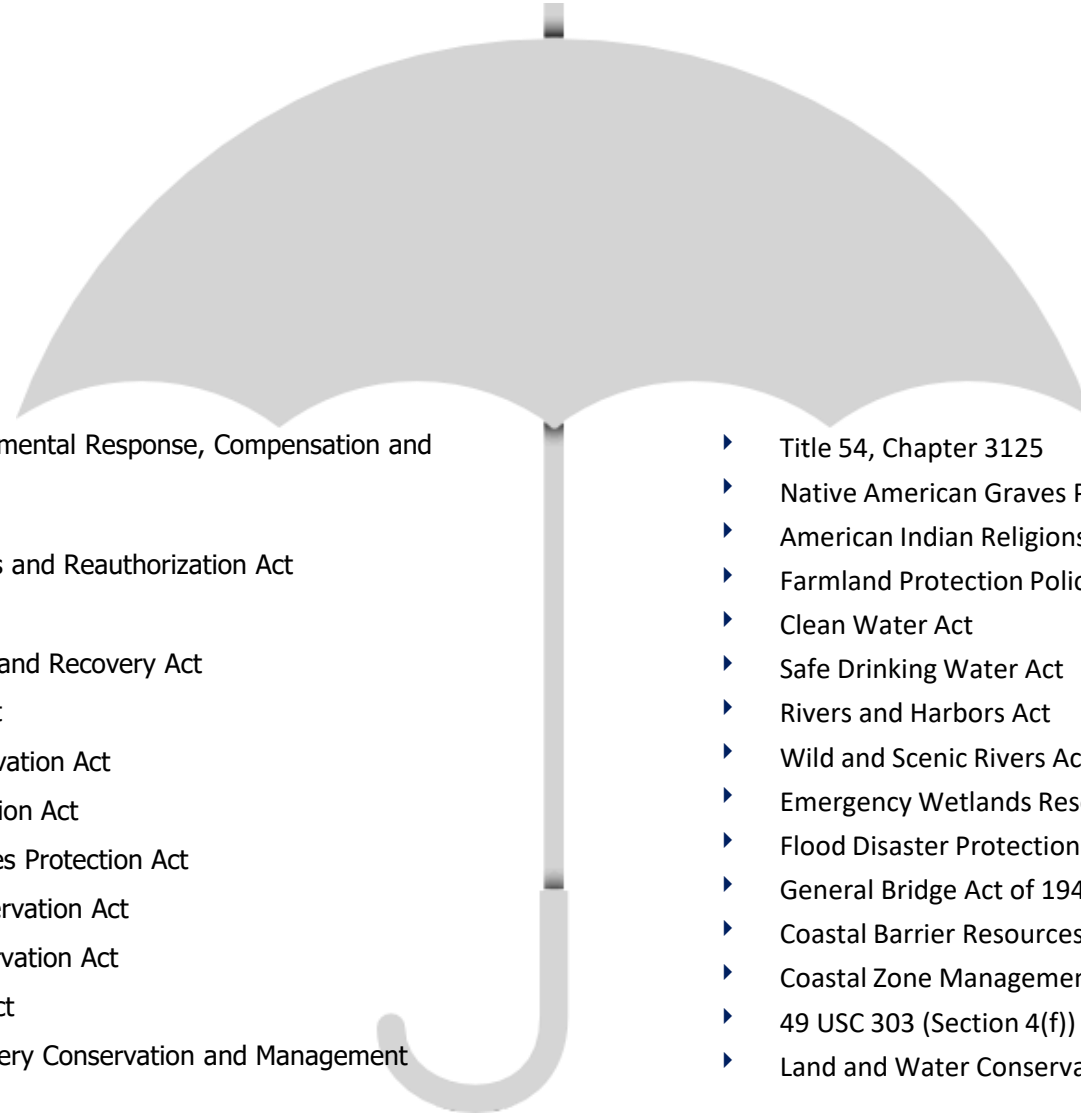 mental Response, Compensation and
s and Reauthorization Act
and Recovery Act
t
vation Act
ion Act
es Protection Act
ervation Act
vation Act
ct
ery Conservation and Management
Title 54, Chapter 3125
Native American Graves P
American Indian Religions
Farmland Protection Polic
Clean Water Act
Safe Drinking Water Act
Rivers and Harbors Act
Wild and Scenic Rivers Ac
Emergency Wetlands Reso
Flood Disaster Protection
General Bridge Act of 194
Coastal Barrier Resources
Coastal Zone Managemen
49 USC 303 (Section 4(f))
Land and Water Conserva